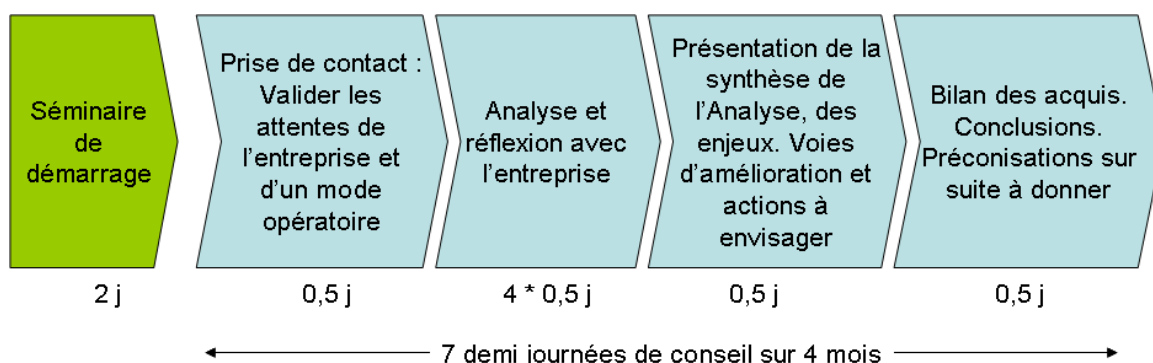 Séminaire
de
démarrage
Prise de contact :
Valider les
attentes de
l'entreprise et
d'un mode
opératoire
Analyse et
réflexion avec
l'entreprise
Présentation de la
synthèse de
l'Analyse, des
enjeux. Voies
d'amélioration et
actions à
envisager
Bilan des acquis.
Conclusions.
Préconisations sur
suite à donner
2 j
0,5 j
4 * 0,5 j
0,5 j
0,5 j
7 demi journées de conseil sur 4 mois